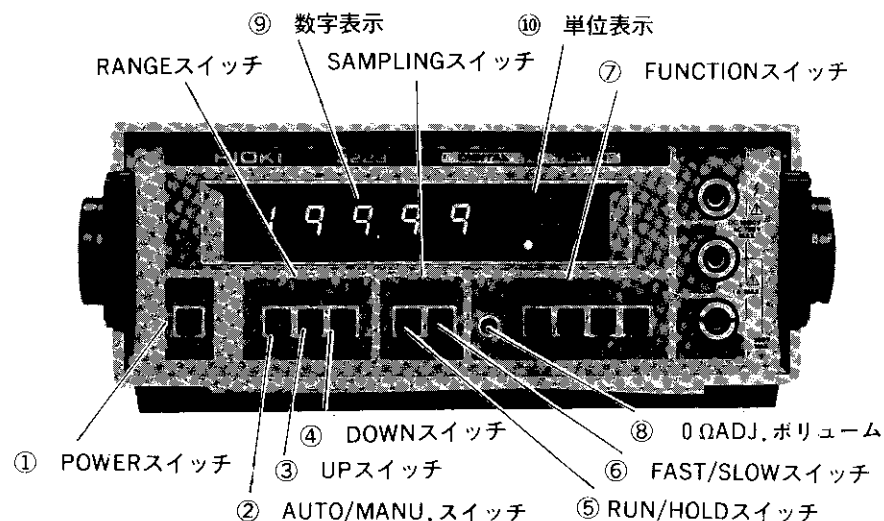 ⑨ 数字表示
⑩ 単位表示
RANGEスイッチ
SAMPLINGスイッチ
⑦ FUNCTIONスイッチ
HIOKI
199.99
④ DOWNスイッチ
⑧ 0ΩADJ.ボリューム
① POWERスイッチ
③ UPスイッチ
⑥ FAST/SLOWスイッチ
② AUTO/MANU.スイッチ
⑤ RUN/HOLDスイッチ